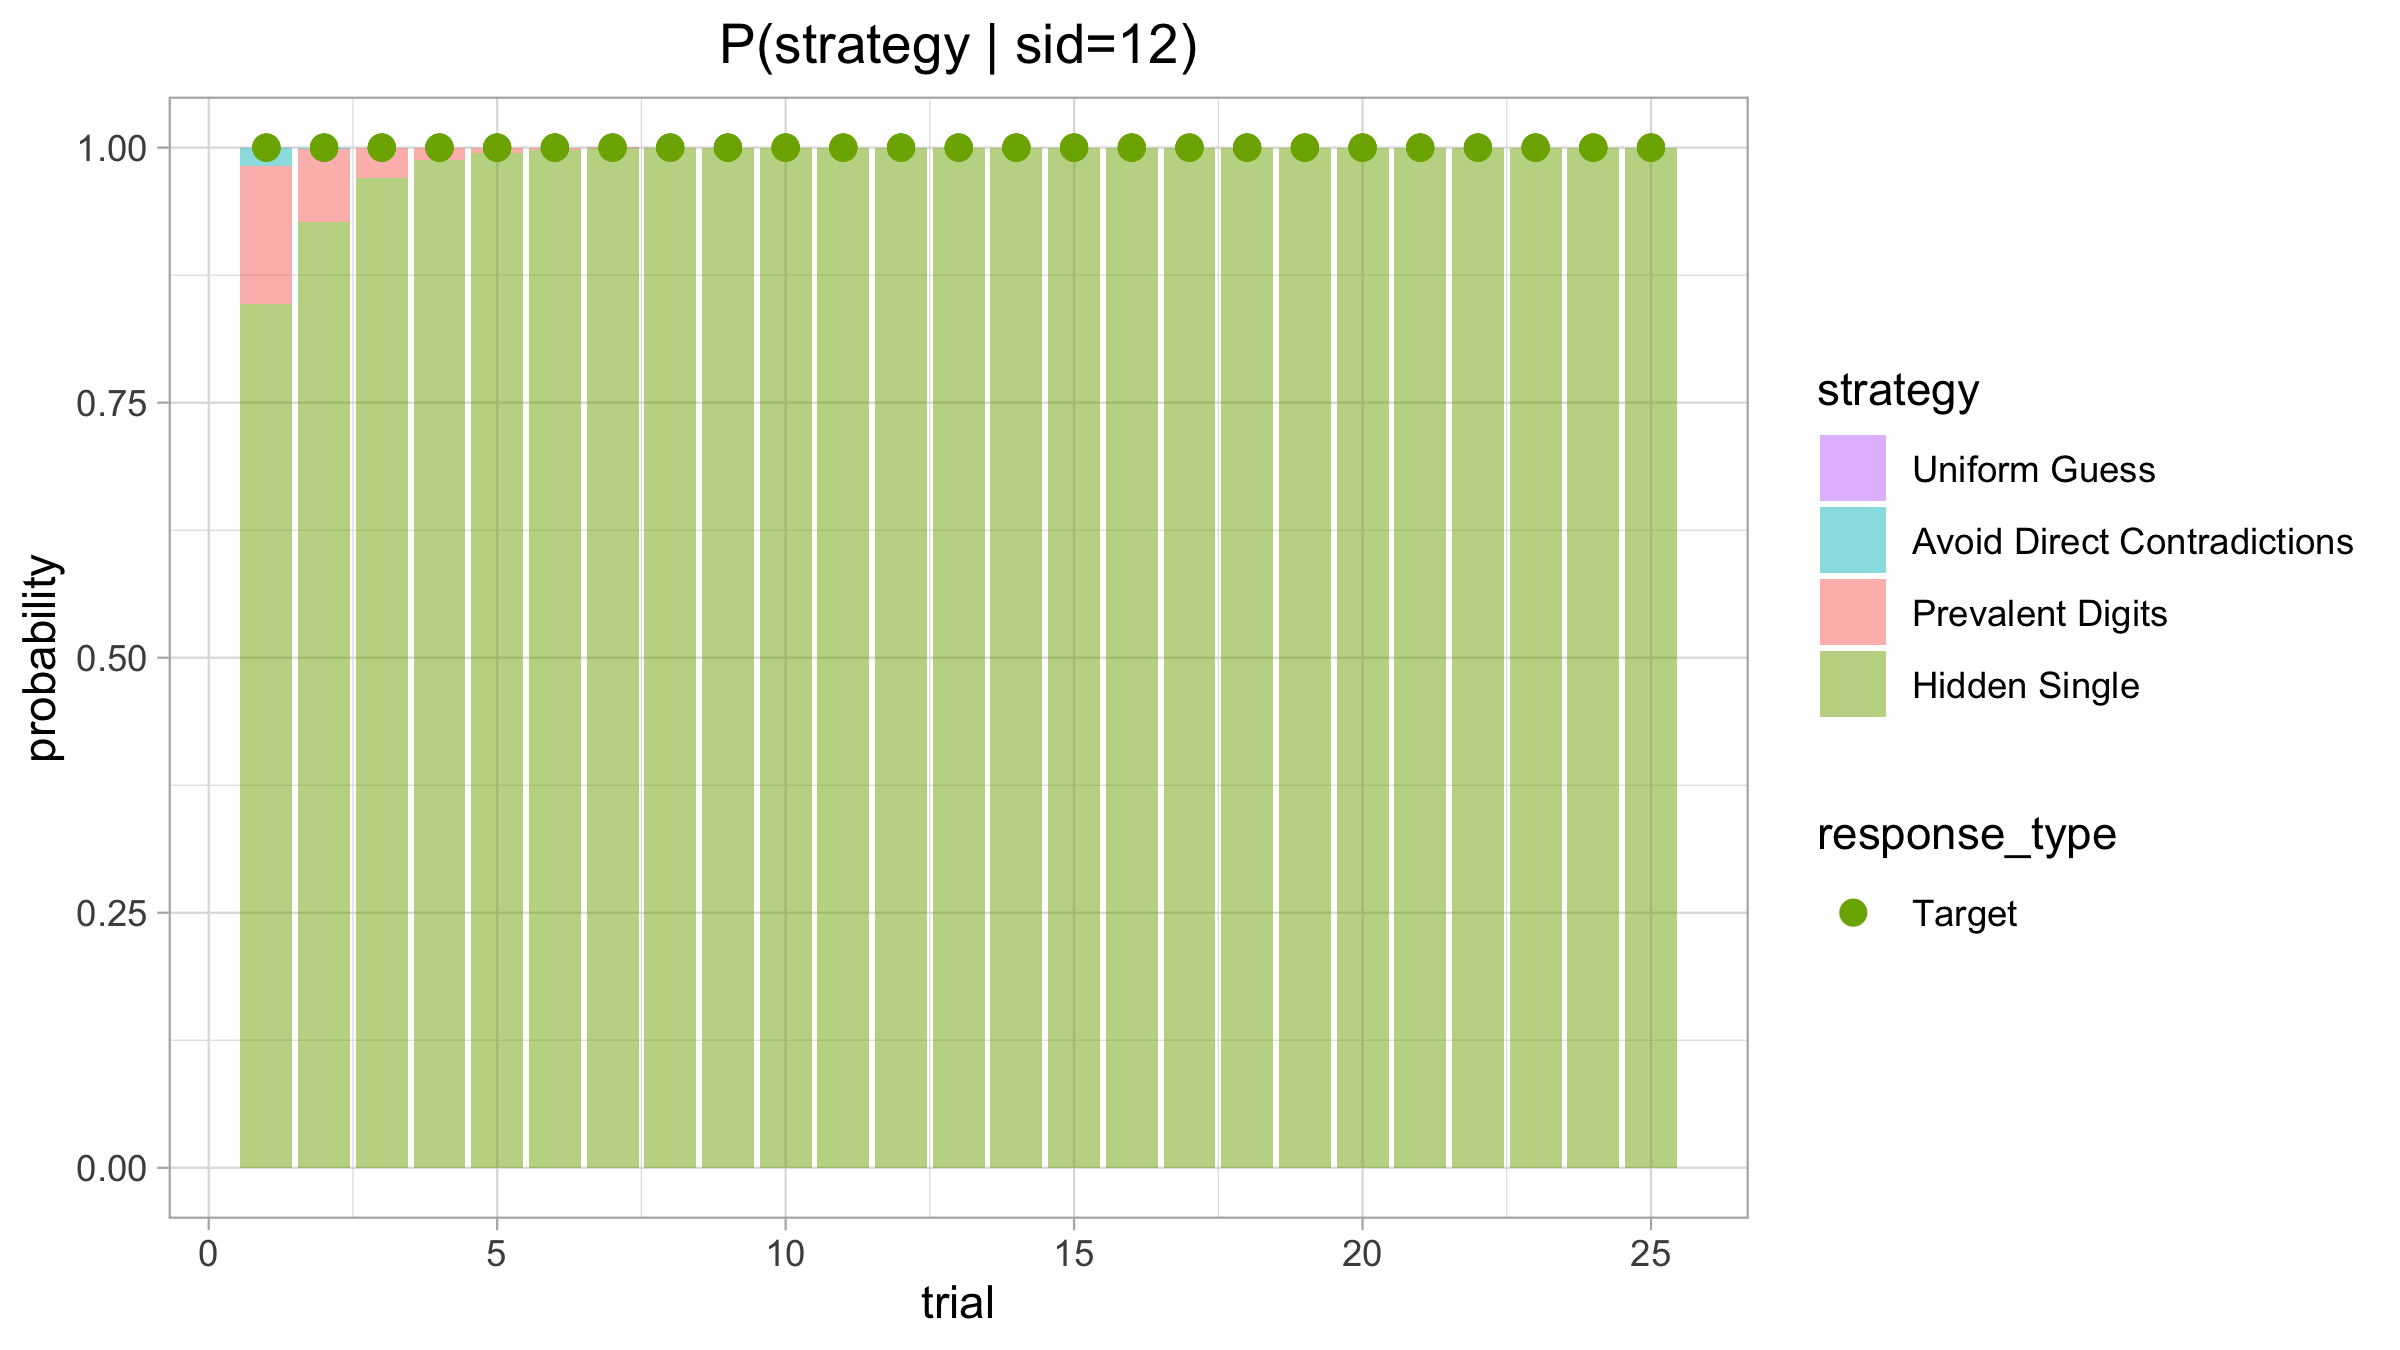 P(strategy | sid=12)
1.00
0.75
0.50
0.25
0.00
probability
0 5 10 15 20 25
trial
strategy
Uniform Guess
Avoid Direct Contradictions
Prevalent Digits
Hidden Single
response_type
Target